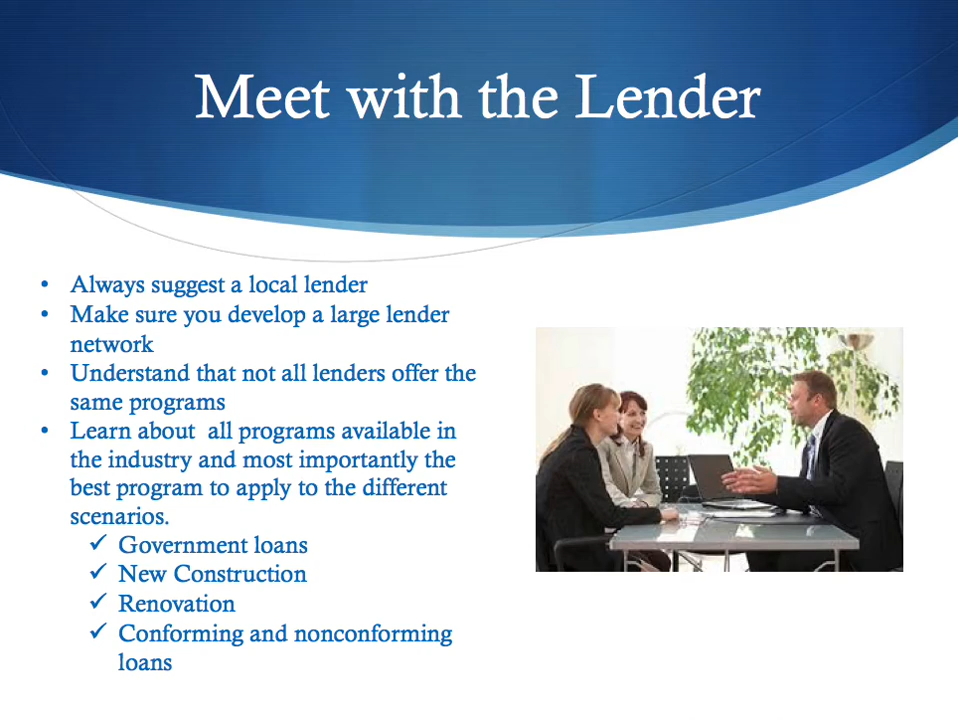 Meet with the Lender
• Always suggest a local lender
• Make sure you develop a large lender
network
• Understand that not all lenders offer the
same programs
• Learn about  all programs available in
the industry and most importantly the
best program to apply to the different
scenarios.
✓ Government loans
✓ New Construction
✓ Renovation
✓ Conforming and nonconforming
loans